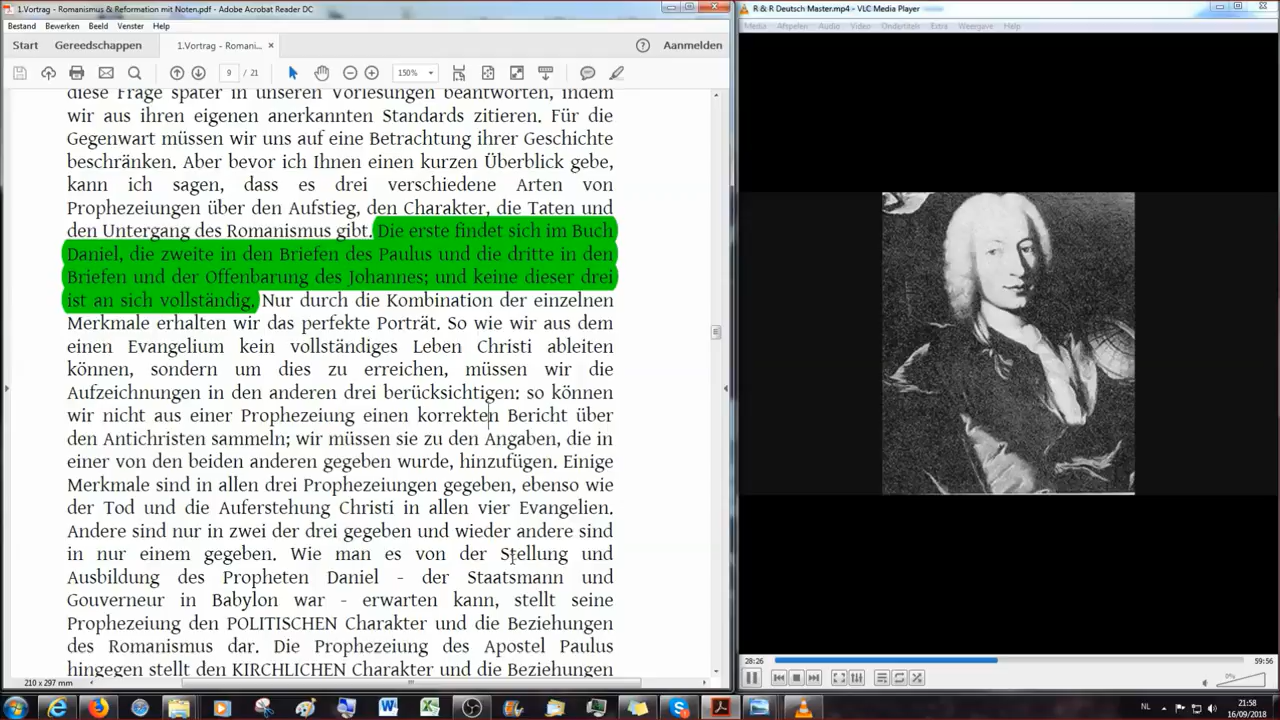 1.Vortrag - Romanismus & Reformation mit Noten.pdf - Adobe Acrobat Reader DC
Bestand Bewerken Beeld Venster Help
Start Gereedschappen 1.Vortrag - Romani... × Aanmelden
9 / 21 150%
diese Frage später in unseren Vorlesungen beantworten, indem
wir aus ihren eigenen anerkannten Standards zitieren. Für die
Gegenwart müssen wir uns auf eine Betrachtung ihrer Geschichte
beschränken. Aber bevor ich Ihnen einen kurzen Überblick gebe,
kann ich sagen, dass es drei verschiedene Arten von
Prophezeiungen über den Aufstieg, den Charakter, die Taten und
den Untergang des Romanismus gibt. Die erste findet sich im Buch
Daniel, die zweite in den Briefen des Paulus und die dritte in den
Briefen und der Offenbarung des Johannes; und keine dieser drei
ist an sich vollständig. Nur durch die Kombination der einzelnen
Merkmale erhalten wir das perfekte Porträt. So wie wir aus dem
einen Evangelium kein vollständiges Leben Christi ableiten
können, sondern um dies zu erreichen, müssen wir die
Aufzeichnungen in den anderen drei berücksichtigen: so können
wir nicht aus einer Prophezeiung einen korrekten Bericht über
den Antichristen sammeln; wir müssen sie zu den Angaben, die in
einer von den beiden anderen gegeben wurde, hinzufügen. Einige
Merkmale sind in allen drei Prophezeiungen gegeben, ebenso wie
der Tod und die Auferstehung Christi in allen vier Evangelien.
Andere sind nur in zwei der drei gegeben und wieder andere sind
in nur einem gegeben. Wie man es von der Stellung und
Ausbildung des Propheten Daniel - der Staatsmann und
Gouverneur in Babylon war - erwarten kann, stellt seine
Prophezeiung den POLITISCHEN Charakter und die Beziehungen
des Romanismus dar. Die Prophezeiung des Apostel Paulus
hingegen stellt den KIRCHLICHEN Charakter und die Beziehungen
210 x 297 mm
R & R Deutsch Master.mp4 - VLC Media Player
Media Afspelen Audio Video Ondertitels Extra Weergave Help
28:26 59:56
0%
NL 21:58
16/09/2018